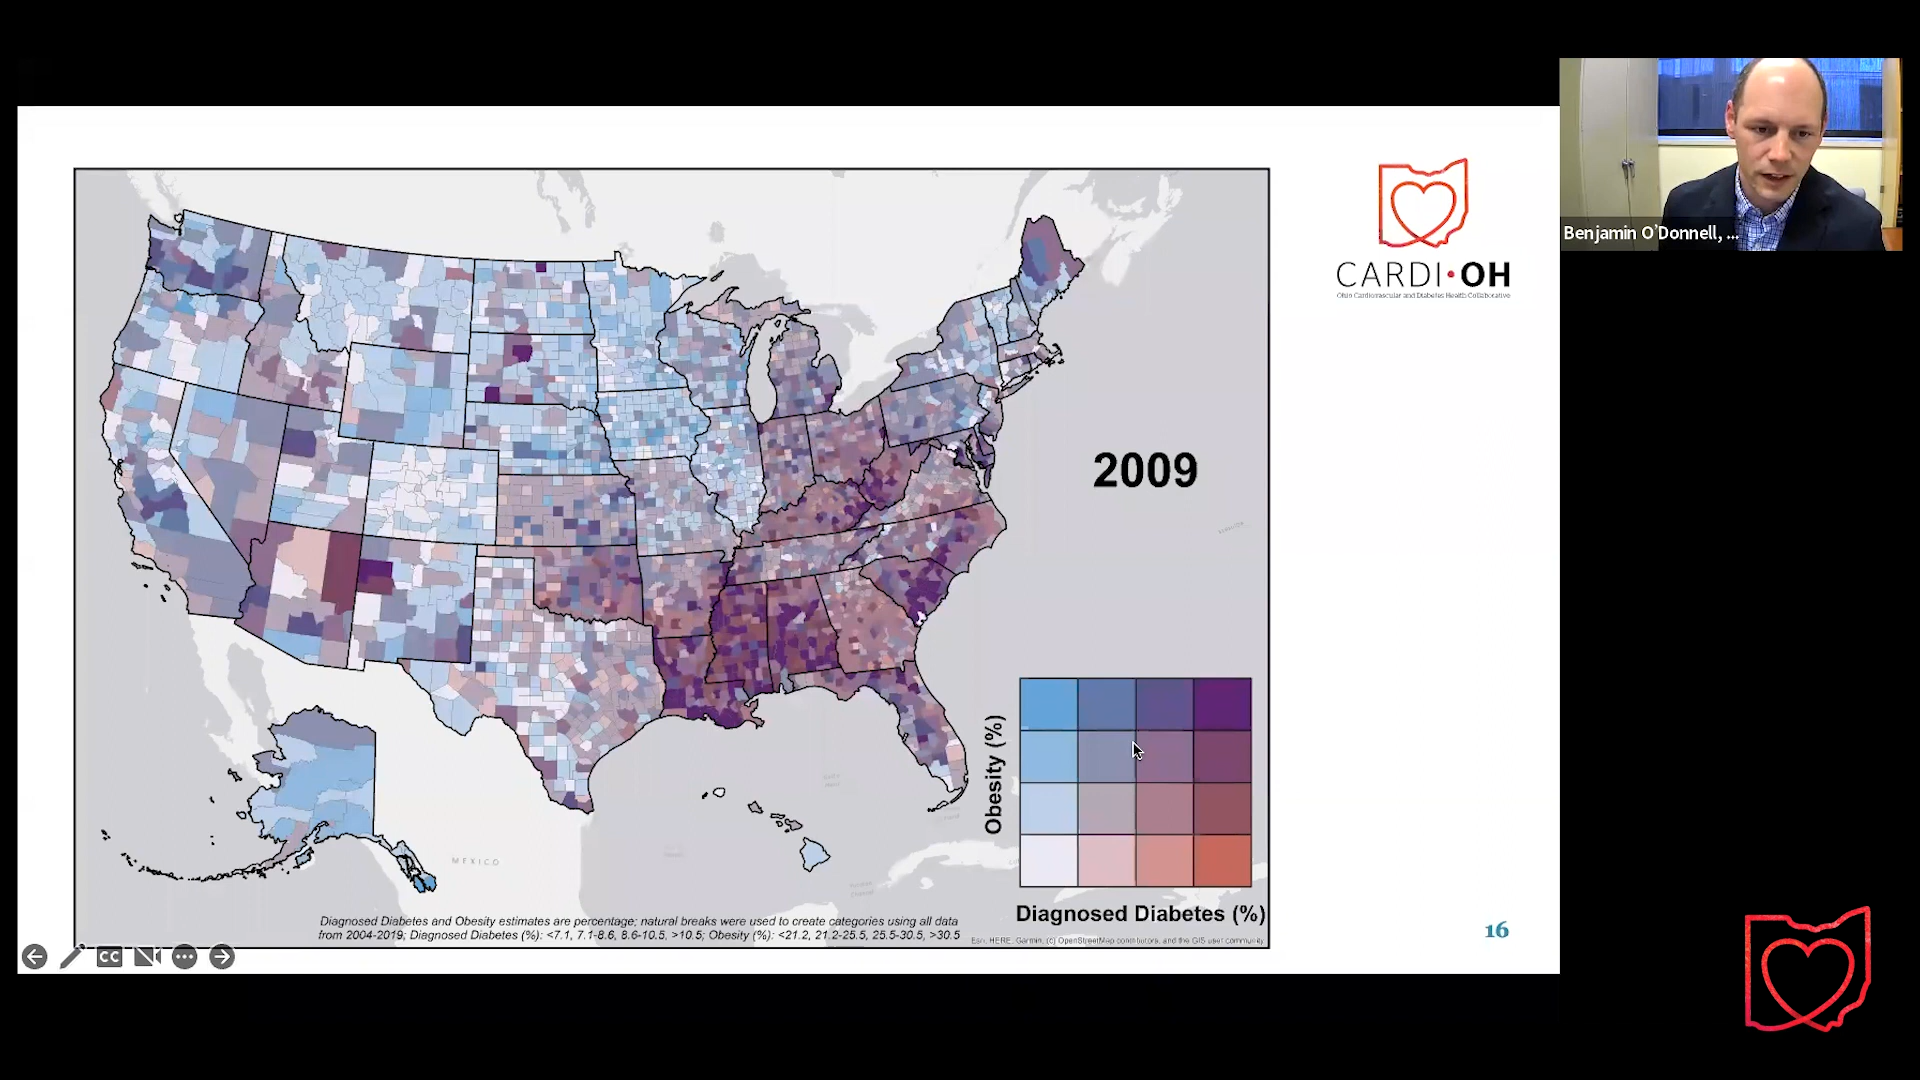 Benjamin O'Donnell, ...
CARDI•OH
Ohio Cardiovascular and Diabetes Health Collaborative
2009
Obesity (%)
Diagnosed Diabetes (%)
MEXICO
Diagnosed Diabetes and Obesity estimates are percentage; natural breaks were used to create categories using all data
from 2004-2019; Diagnosed Diabetes (%): <7.1, 7.1-8.6, 8.6-10.5, >10.5; Obesity (%): <21.2, 21.2-25.5, 25.5-30.5, >30.5
Esri, HERE, Garmin, (c) OpenStreetMap contributors, and the GIS user community
16
CC